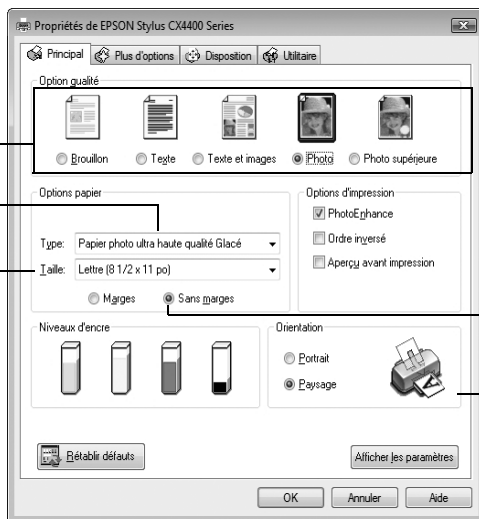 Propriétés de EPSON Stylus CX4400 Series
Principal Plus d'options Disposition Utilitaire
Option qualité
Brouillon Texte Texte et images Photo Photo supérieure
Options papier
Type: Papier photo ultra haute qualité Glacé
Taille: Lettre (8 1/2 x 11 po)
Marges Sans marges
Options d'impression
PhotoEnhance
Ordre inversé
Aperçu avant impression
Niveaux d'encre
Orientation
Portrait
Paysage
Rétablir défauts
Afficher les paramètres
OK Annuler Aide